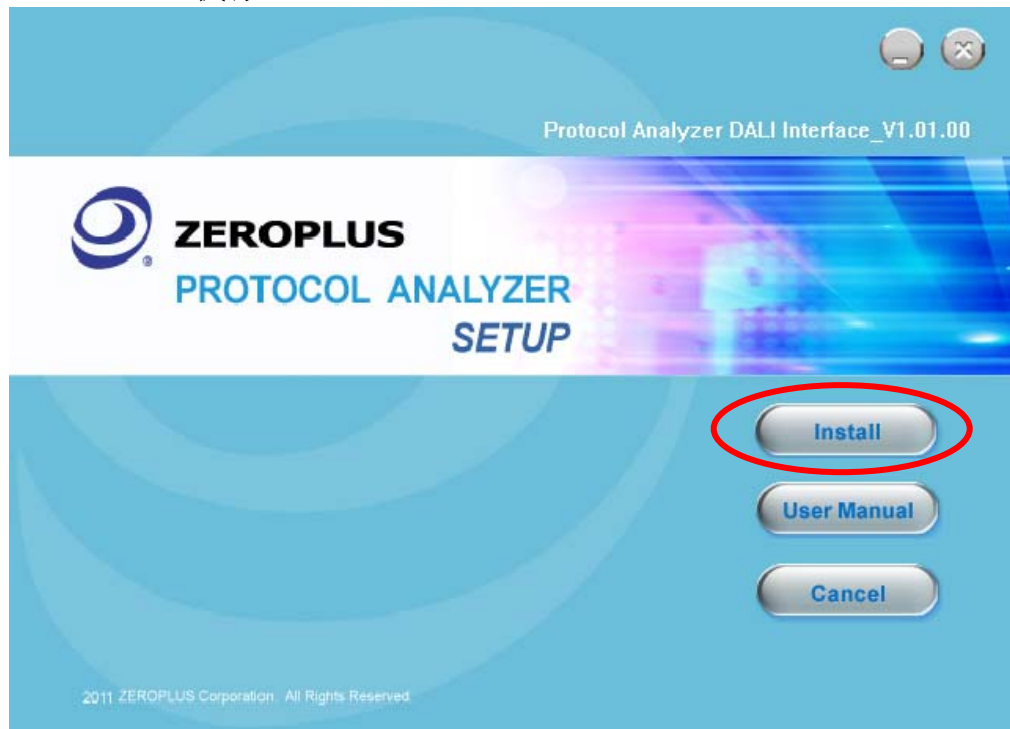 Protocol Analyzer DALI Interface_V1.01.00
ZEROPLUS
PROTOCOL ANALYZER
SETUP
Install
User Manual
Cancel
2011 ZEROPLUS Corporation. All Rights Reserved.